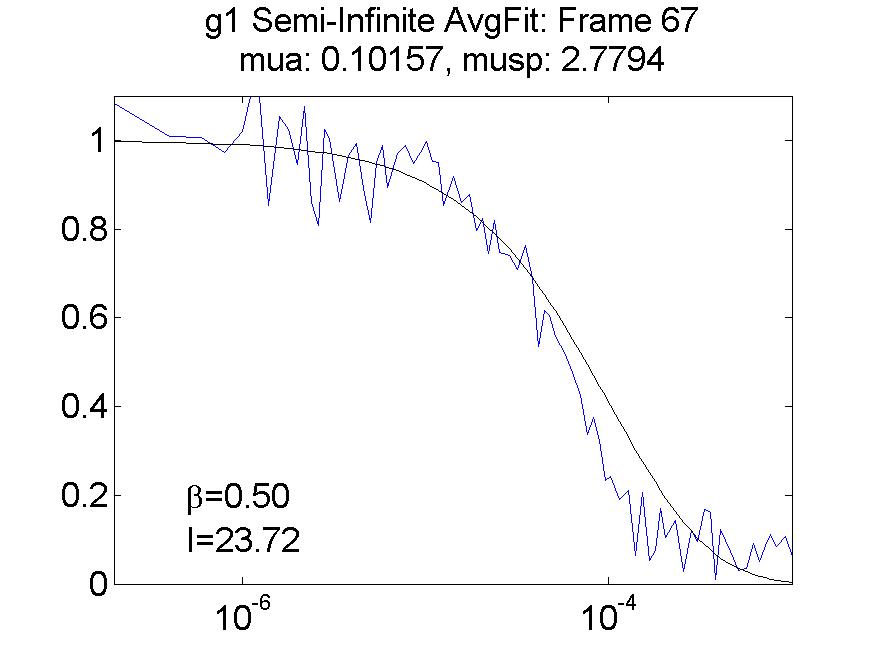 g1 Semi-Infinite AvgFit: Frame 67
mua: 0.10157, musp: 2.7794
1
0.8
0.6
0.4
0.2
0
β=0.50
I=23.72
10^-6
10^-4